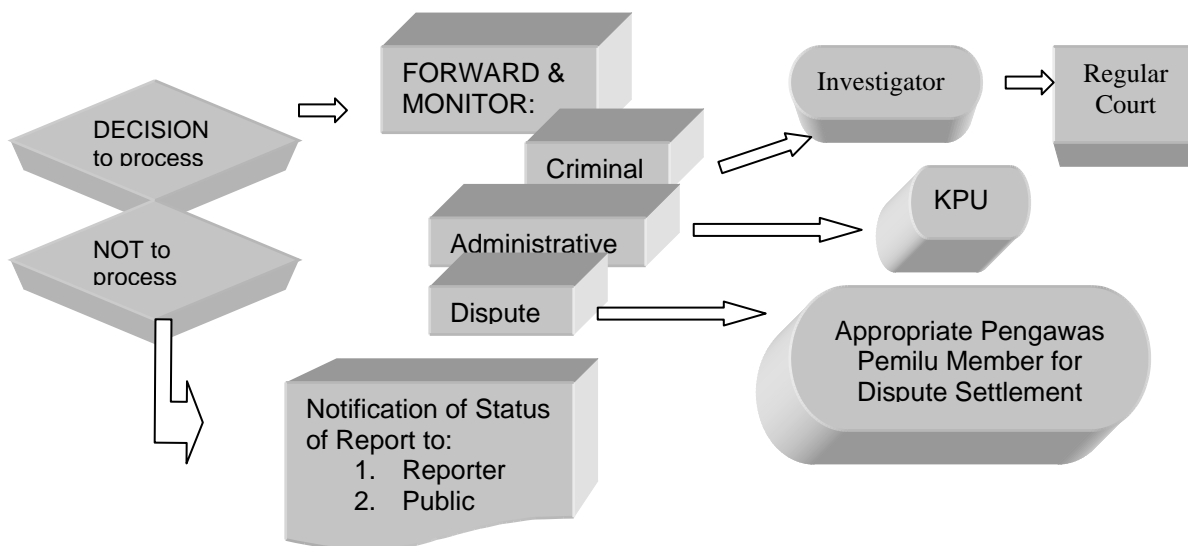 DECISION
to process
NOT to
process
FORWARD &
MONITOR:
Criminal
Administrative
Dispute
Investigator
Regular
Court
KPU
Appropriate Pengawas
Pemilu Member for
Dispute Settlement
Notification of Status
of Report to:
1. Reporter
2. Public